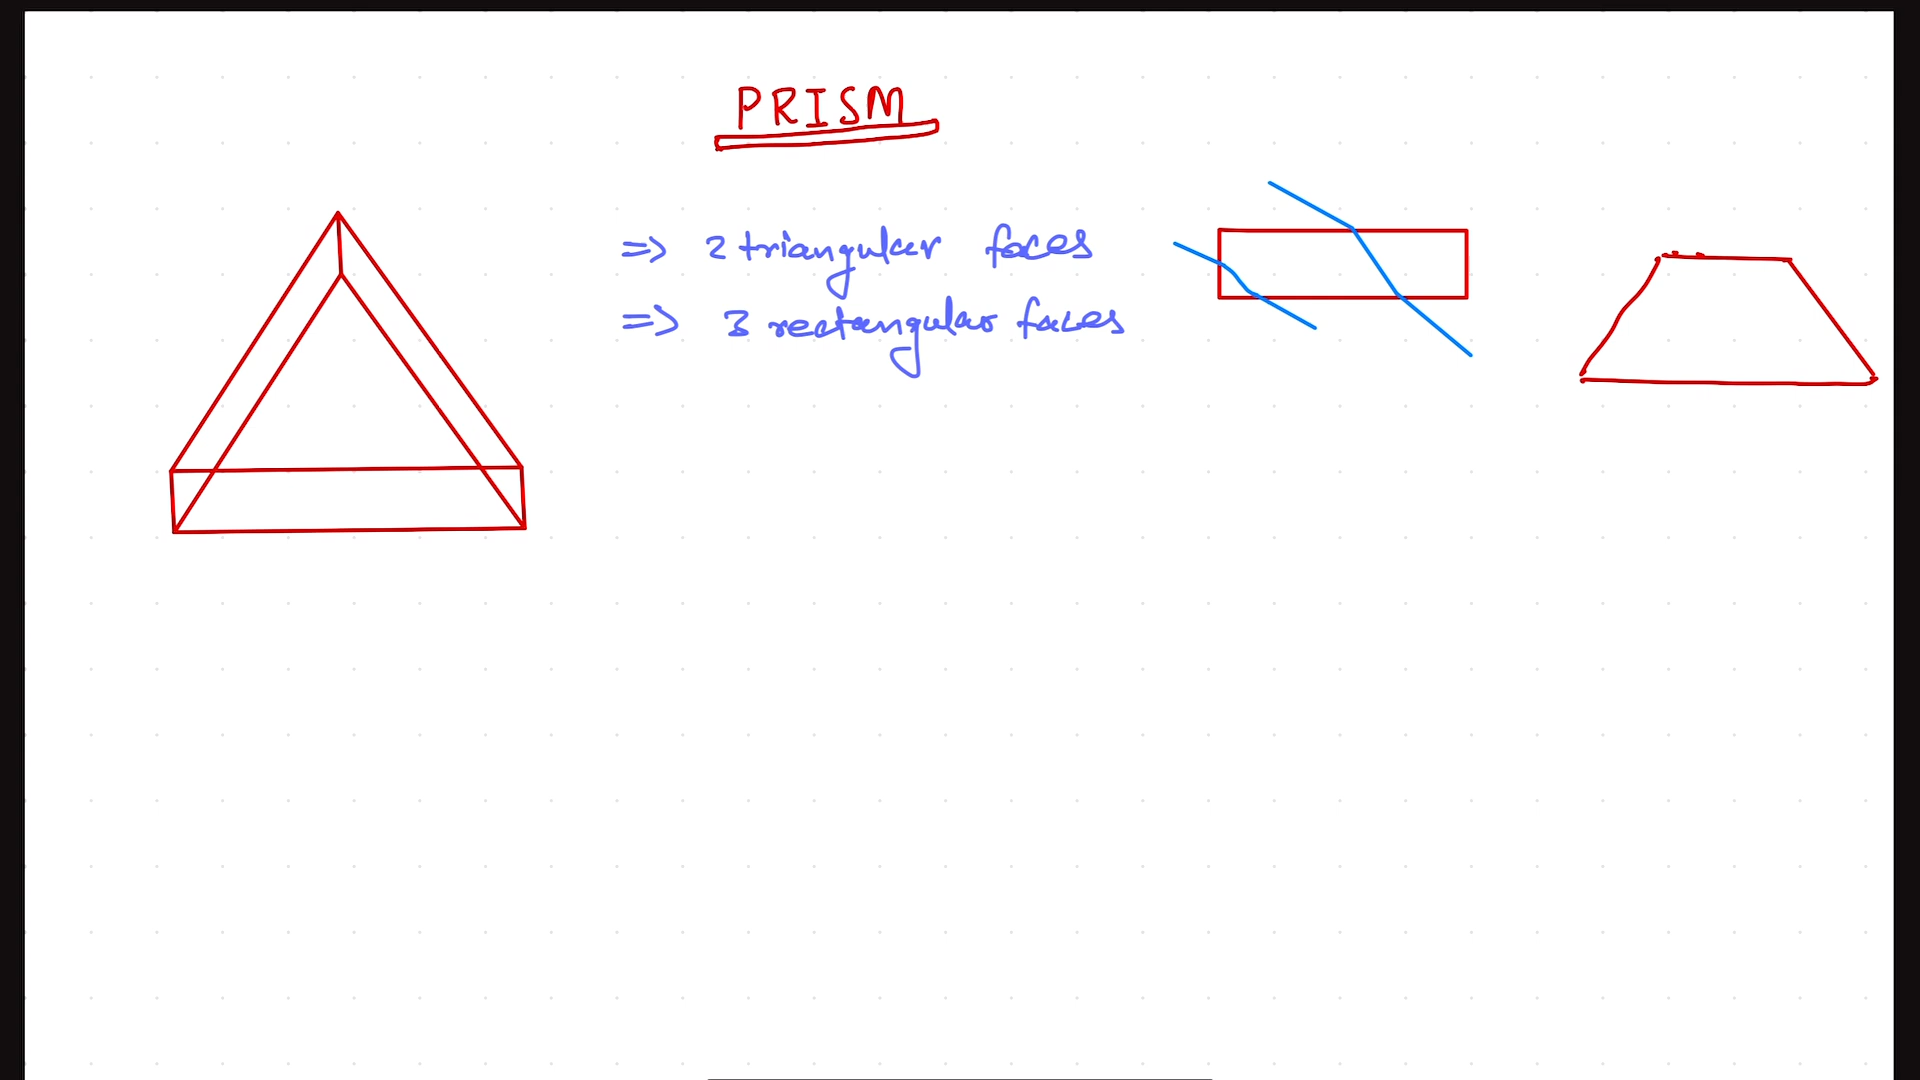 PRISM
=> 2 triangular faces
=> 3 rectangular faces